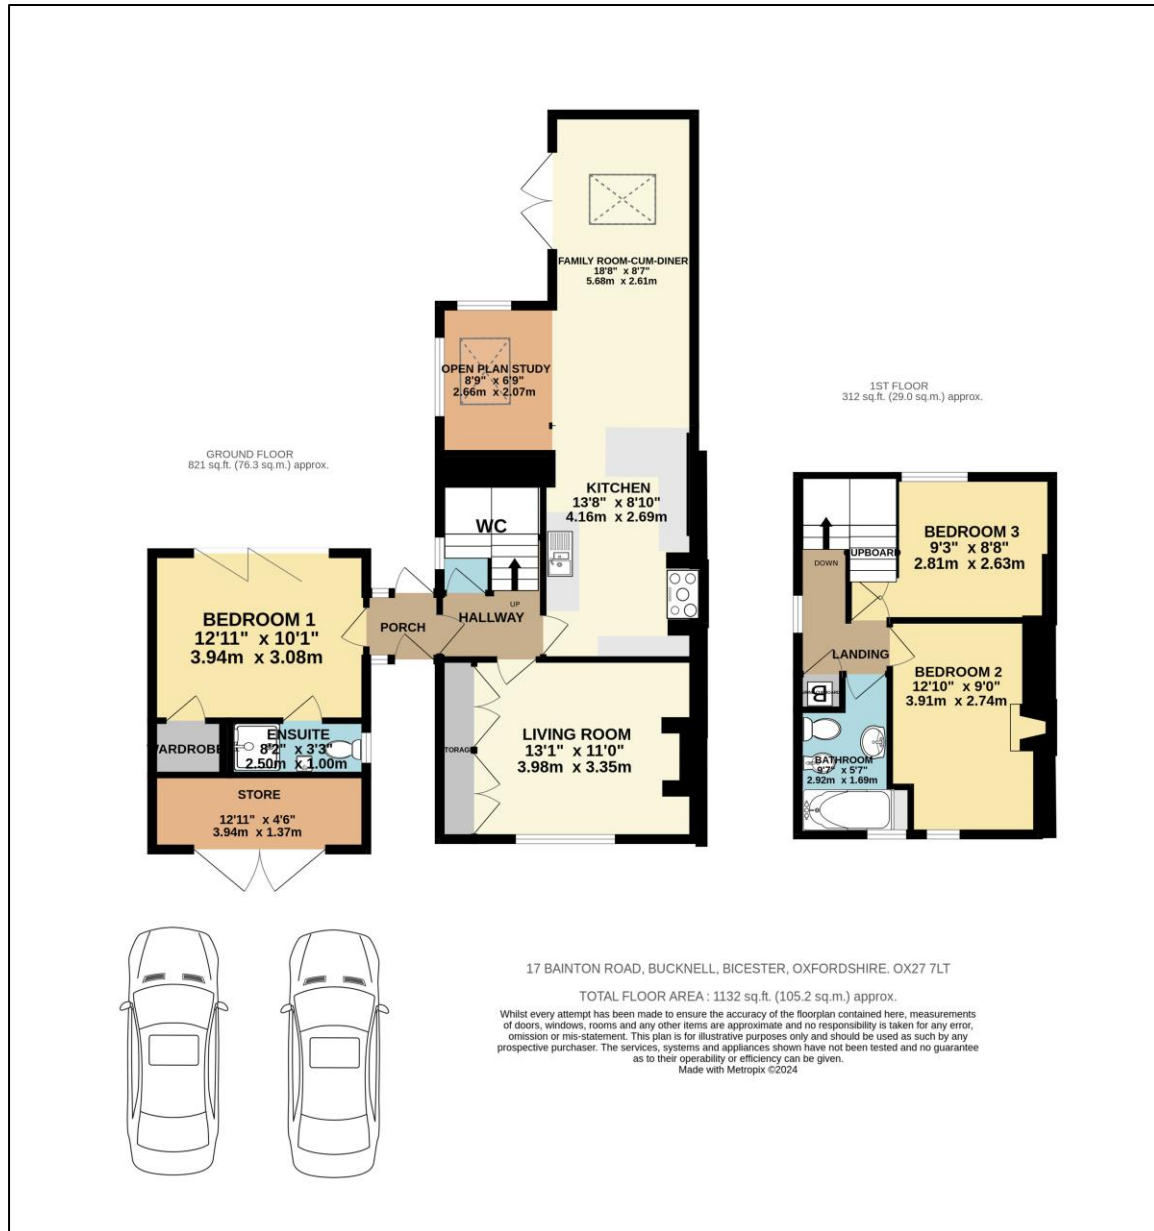 FAMILY ROOM-CUM-DINER
18'8" x 8'7"
5.68m x 2.61m
OPEN PLAN STUDY
8'9" x 6'9"
2.66m x 2.07m
1ST FLOOR
312 sq.ft. (29.0 sq.m.) approx.
GROUND FLOOR
821 sq.ft. (76.3 sq.m.) approx.
KITCHEN
13'8" x 8'10"
4.16m x 2.69m
WC
UP
HALLWAY
PORCH
BEDROOM 1
12'11" x 10'1"
3.94m x 3.08m
WARDROBE
ENSUITE
8'2" x 3'3"
2.50m x 1.00m
STORE
12'11" x 4'6"
3.94m x 1.37m
TORAG
LIVING ROOM
13'1" x 11'0"
3.98m x 3.35m
BEDROOM 3
9'3" x 8'8"
2.81m x 2.63m
UPBOARD
DOWN
LANDING
B
BEDROOM 2
12'10" x 9'0"
3.91m x 2.74m
BATHROOM
9'7" x 5'7"
2.92m x 1.69m
17 BAINTON ROAD, BUCKNELL, BICESTER, OXFORDSHIRE. OX27 7LT
TOTAL FLOOR AREA : 1132 sq.ft. (105.2 sq.m.) approx.
Whilst every attempt has been made to ensure the accuracy of the floorplan contained here, measurements
of doors, windows, rooms and any other items are approximate and no responsibility is taken for any error,
omission or mis-statement. This plan is for illustrative purposes only and should be used as such by any
prospective purchaser. The services, systems and appliances shown have not been tested and no guarantee
as to their operability or efficiency can be given.
Made with Metropix ©2024